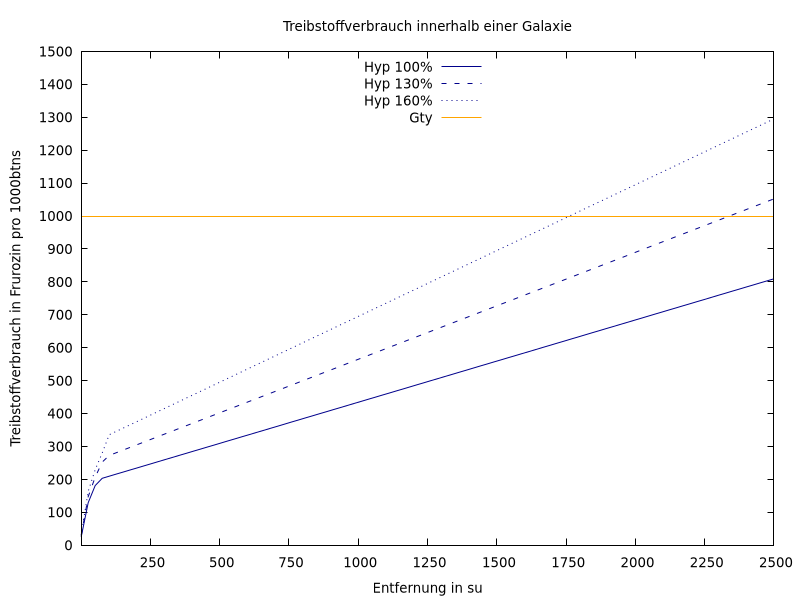 Treibstoffverbrauch innerhalb einer Galaxie
Treibstoffverbrauch in Frurozin pro 1000btns
1500
1400
1300
1200
1100
1000
900
800
700
600
500
400
300
200
100
0
Hyp 100%
Hyp 130%
Hyp 160%
Gty
250 500 750 1000 1250 1500 1750 2000 2250 2500
Entfernung in su